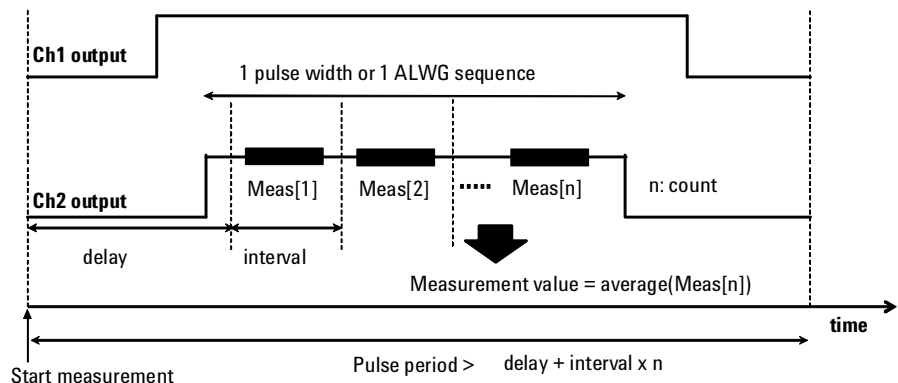 Ch1 output
1 pulse width or 1 ALWG sequence
Meas[1]
Meas[2]
Meas[n]
n: count
Ch2 output
delay
interval
Measurement value = average(Meas[n])
time
Pulse period > delay + interval x n
Start measurement